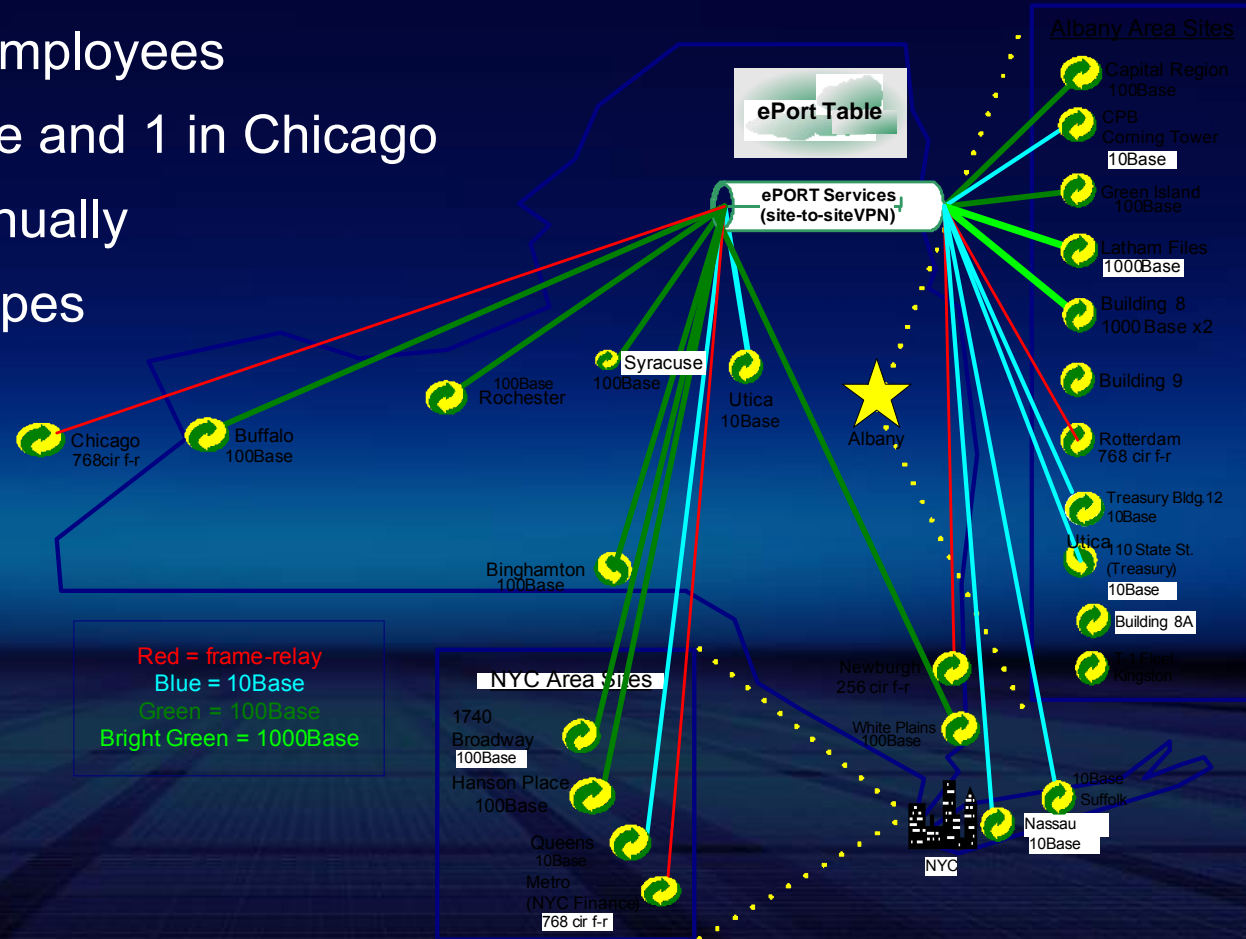 mployees
e and 1 in Chicago
nually
pes
ePort Table
ePORT Services
(site-to-siteVPN)
Albany Area Sites
Capital Region
100Base
CPB
Corning Tower
10Base
Green Island
100Base
Latham Files
1000Base
Building 8
1000 Base x2
Building 9
Rotterdam
768 cir f-r
Treasury Bldg.12
10Base
Utica
110 State St.
(Treasury)
10Base
Building 8A
Kingston
Chicago
768cir f-r
Buffalo
100Base
100Base
Rochester
Syracuse
100Base
Utica
10Base
Albany
Binghamton
100Base
Red = frame-relay
Blue = 10Base
Green = 100Base
Bright Green = 1000Base
NYC Area Sites
1740
Broadway
100Base
Hanson Place
100Base
Queens
10Base
Metro
(NYC Finance)
768 cir f-r
Newburgh
256 cir f-r
White Plains
100Base
10Base
Suffolk
Nassau
10Base
NYC